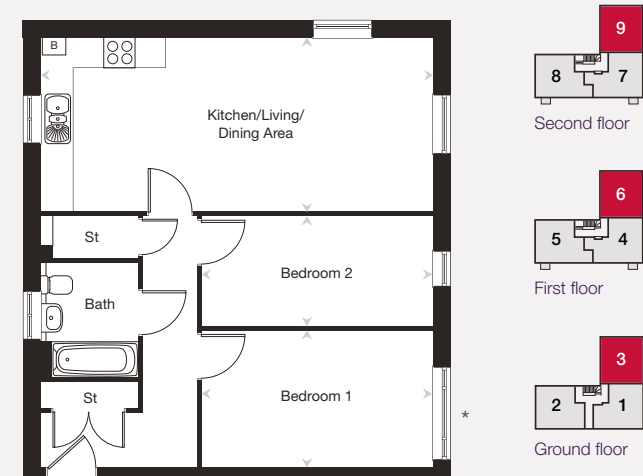 B
Kitchen/Living/
Dining Area
St
Bedroom 2
Bath
St
Bedroom 1
*
9
8
7
Second floor
6
5
4
First floor
3
2
1
Ground floor